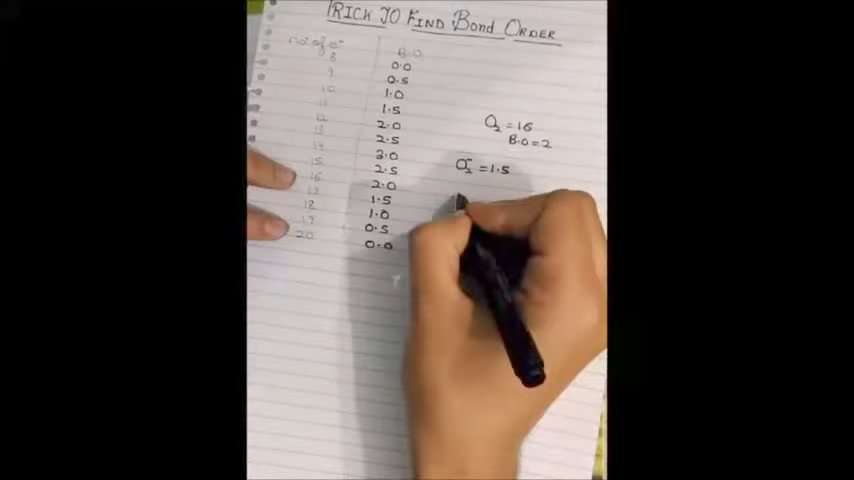 TRICK TO FIND BOND ORDER
no. of e⁻ B.O
8 0.0
9 0.5
10 1.0
11 1.5
12 2.0
13 2.5
14 3.0
15 2.5
16 2.0
17 1.5
18 1.0
19 0.5
20 0.0
O₂ = 16
B.O = 2
O₂⁻ = 1.5